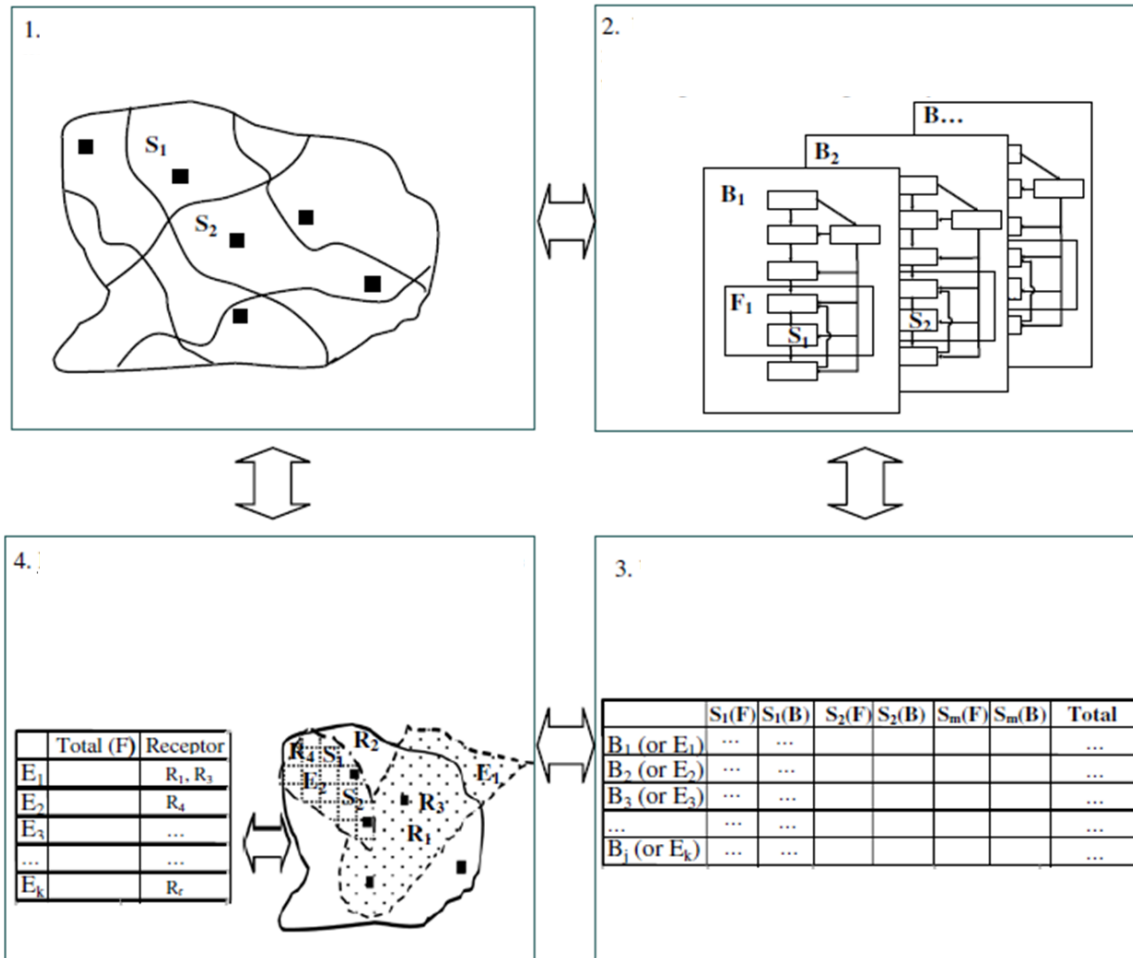 1.
S1
S2
2.
B...
B2
B1
F1
S1
S2
4.
Total (F) Receptor
E1 R1, R3
E2 R4
E3 ...
... ...
Ek Rr
R2
R4 S1
E1
E2
S2
R3
R1
3.
S1(F) S1(B) S2(F) S2(B) Sm(F) Sm(B) Total
B1 (or E1) ... ... ...
B2 (or E2) ... ... ...
B3 (or E3) ... ... ...
... ... ... ...
Bj (or Ek) ... ... ...